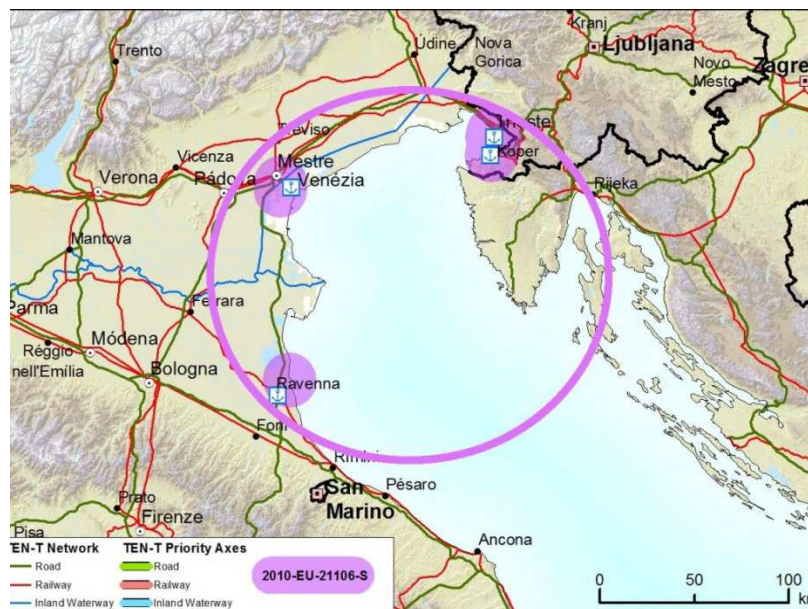 Kranj
Trento
Údine
Nova
Gorica
Ljubljana
Novo
Mesto
Zagre
Treviso
Vicenza
Mestre
Koper
Verona
Pádova
Venézia
Rijeka
Mantova
Ferrara
Parma
Módena
Réggio
nell'Emília
Bologna
Ravenna
Forlì
Rimini
San
Marino
Pésaro
Prato
Firenze
Pisa
Ancona
TEN-T Network
Road
Railway
Inland Waterway
TEN-T Priority Axes
Road
Railway
Inland Waterway
2010-EU-21106-S
0 50 100
km